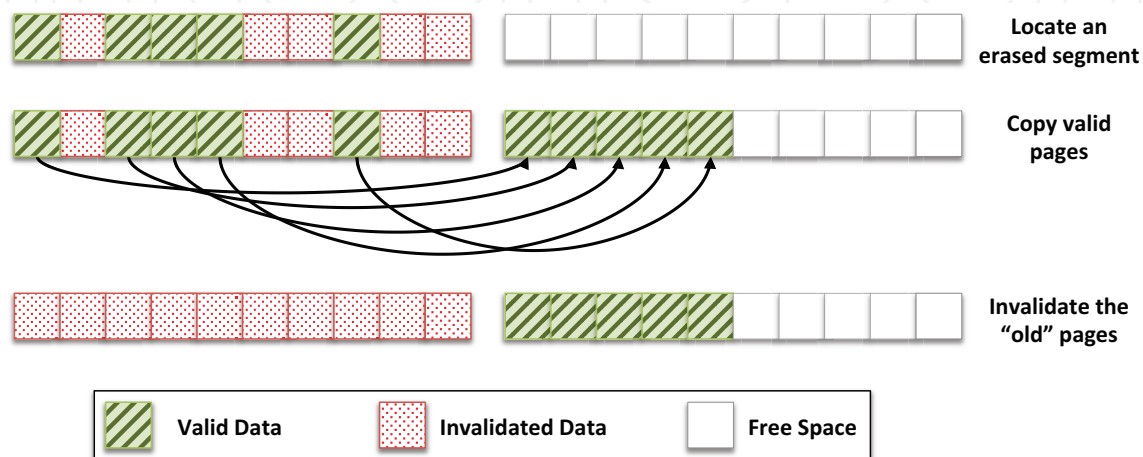 Locate an
erased segment
Copy valid
pages
Invalidate the
“old” pages
Valid Data
Invalidated Data
Free Space